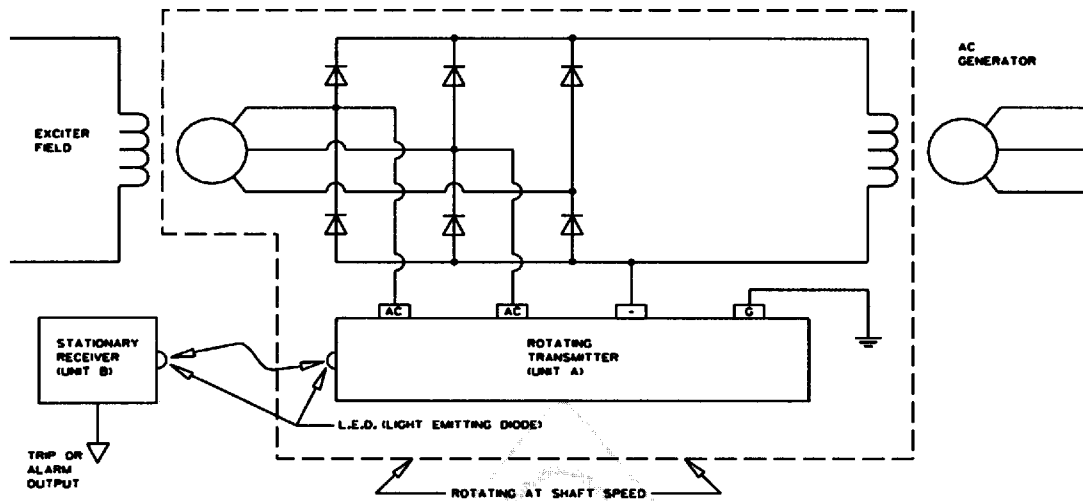 AC
GENERATOR
EXCITER
FIELD
AC
AC
-
G
STATIONARY
RECEIVER
(UNIT B)
ROTATING
TRANSMITTER
(UNIT A)
L.E.D. (LIGHT EMITTING DIODE)
TRIP OR
ALARM
OUTPUT
ROTATING AT SHAFT SPEED